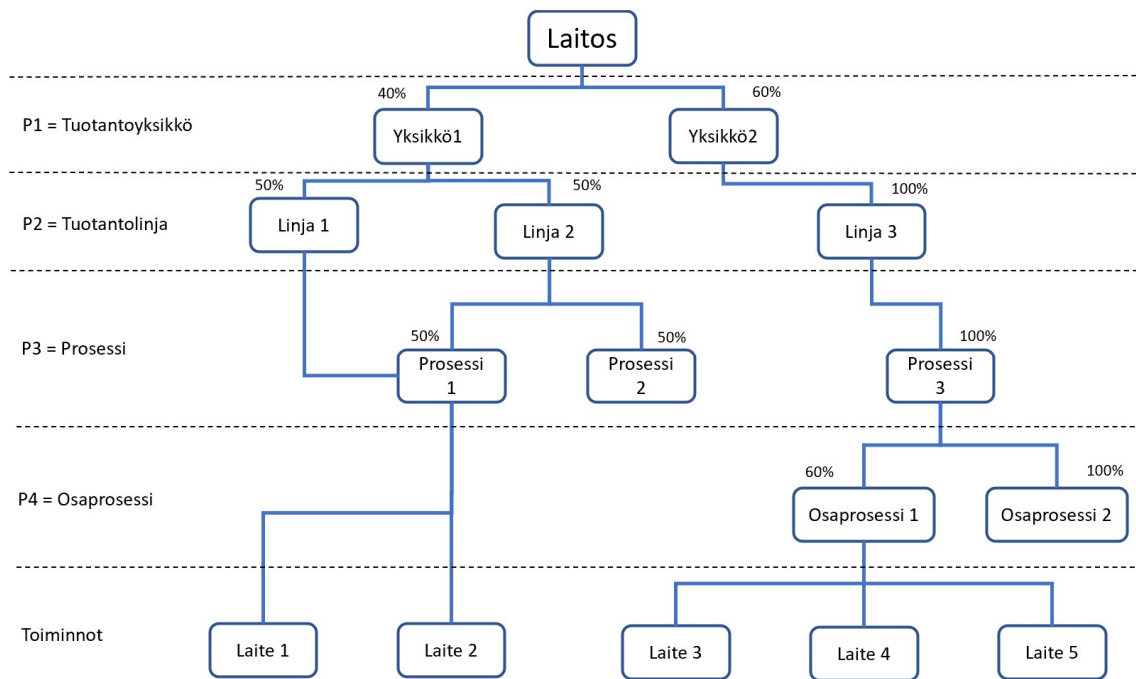 Laitos
40%
60%
P1 = Tuotantoyksikkö
Yksikkö1
Yksikkö2
50%
50%
100%
P2 = Tuotantolinja
Linja 1
Linja 2
Linja 3
50%
50%
100%
P3 = Prosessi
Prosessi
1
Prosessi
2
Prosessi
3
60%
100%
P4 = Osaprosessi
Osaprosessi 1
Osaprosessi 2
Toiminnot
Laite 1
Laite 2
Laite 3
Laite 4
Laite 5